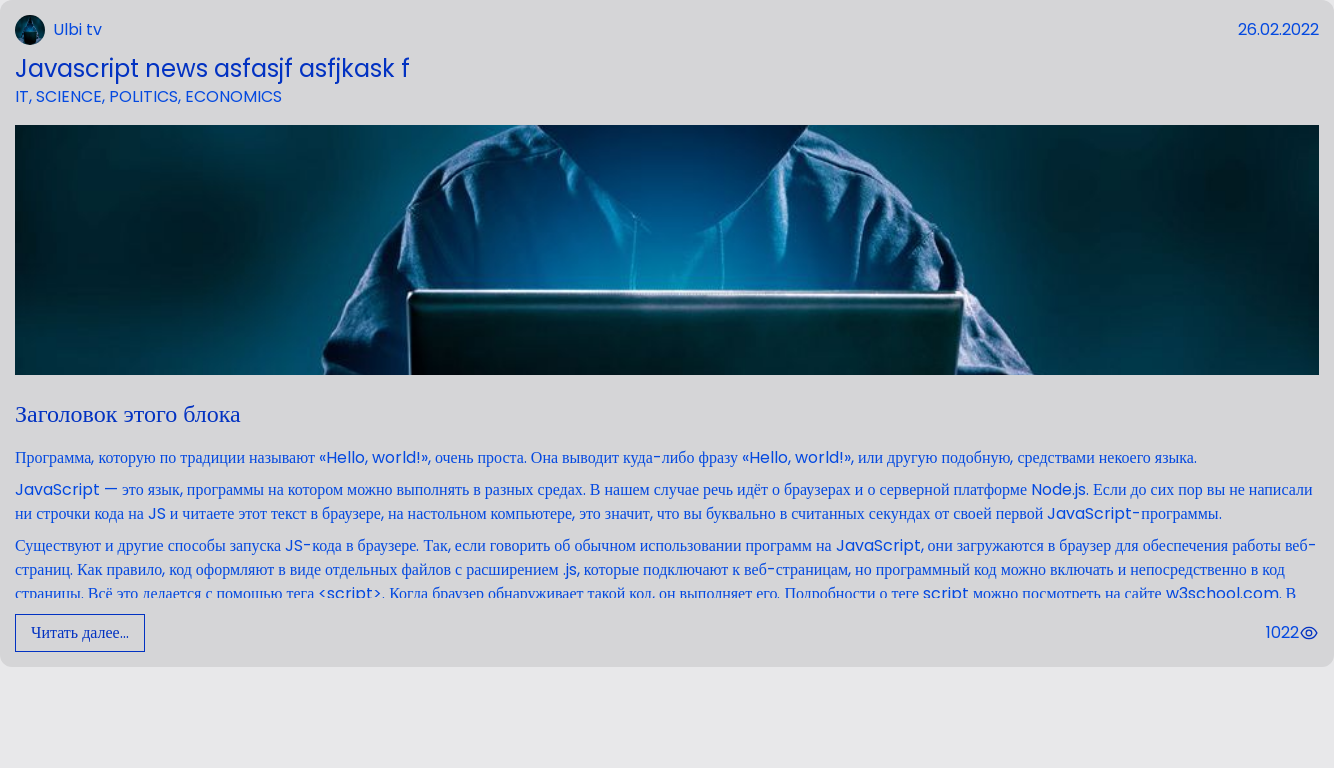 Ulbi tv
26.02.2022
Javascript news asfasjf asfjkask f
IT, SCIENCE, POLITICS, ECONOMICS
Заголовок этого блока
Программа, которую по традиции называют «Hello, world!», очень проста. Она выводит куда-либо фразу «Hello, world!», или другую подобную, средствами некоего языка.
JavaScript — это язык, программы на котором можно выполнять в разных средах. В нашем случае речь идёт о браузерах и о серверной платформе Node.js. Если до сих пор вы не написали
ни строчки кода на JS и читаете этот текст в браузере, на настольном компьютере, это значит, что вы буквально в считанных секундах от своей первой JavaScript-программы.
Существуют и другие способы запуска JS-кода в браузере. Так, если говорить об обычном использовании программ на JavaScript, они загружаются в браузер для обеспечения работы веб-
страниц. Как правило, код оформляют в виде отдельных файлов с расширением .js, которые подключают к веб-страницам, но программный код можно включать и непосредственно в код
страницы. Всё это делается с помощью тега <script>. Когда браузер обнаруживает такой код, он выполняет его. Подробности о теге script можно посмотреть на сайте w3school.com. В
Читать далее...
1022